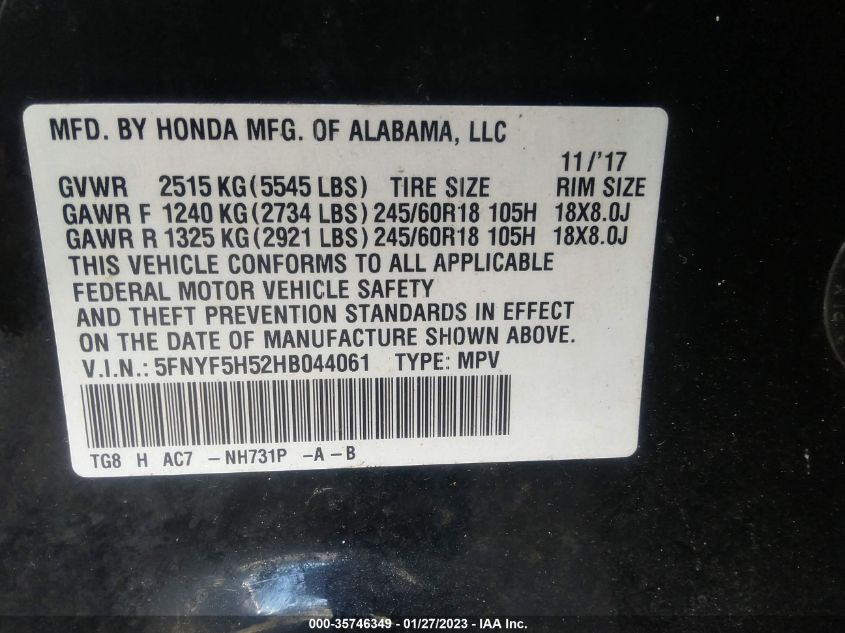 MFD. BY HONDA MFG. OF ALABAMA, LLC
11/'17
GVWR 2515 KG (5545 LBS) TIRE SIZE RIM SIZE
GAWR F 1240 KG (2734 LBS) 245/60R18 105H 18X8.0J
GAWR R 1325 KG (2921 LBS) 245/60R18 105H 18X8.0J
THIS VEHICLE CONFORMS TO ALL APPLICABLE
FEDERAL MOTOR VEHICLE SAFETY
AND THEFT PREVENTION STANDARDS IN EFFECT
ON THE DATE OF MANUFACTURE SHOWN ABOVE.
V.I.N.: 5FNYF5H52HB044061 TYPE: MPV
TG8 H AC7 -NH731P -A-B
000-35746349 - 01/27/2023 - IAA Inc.